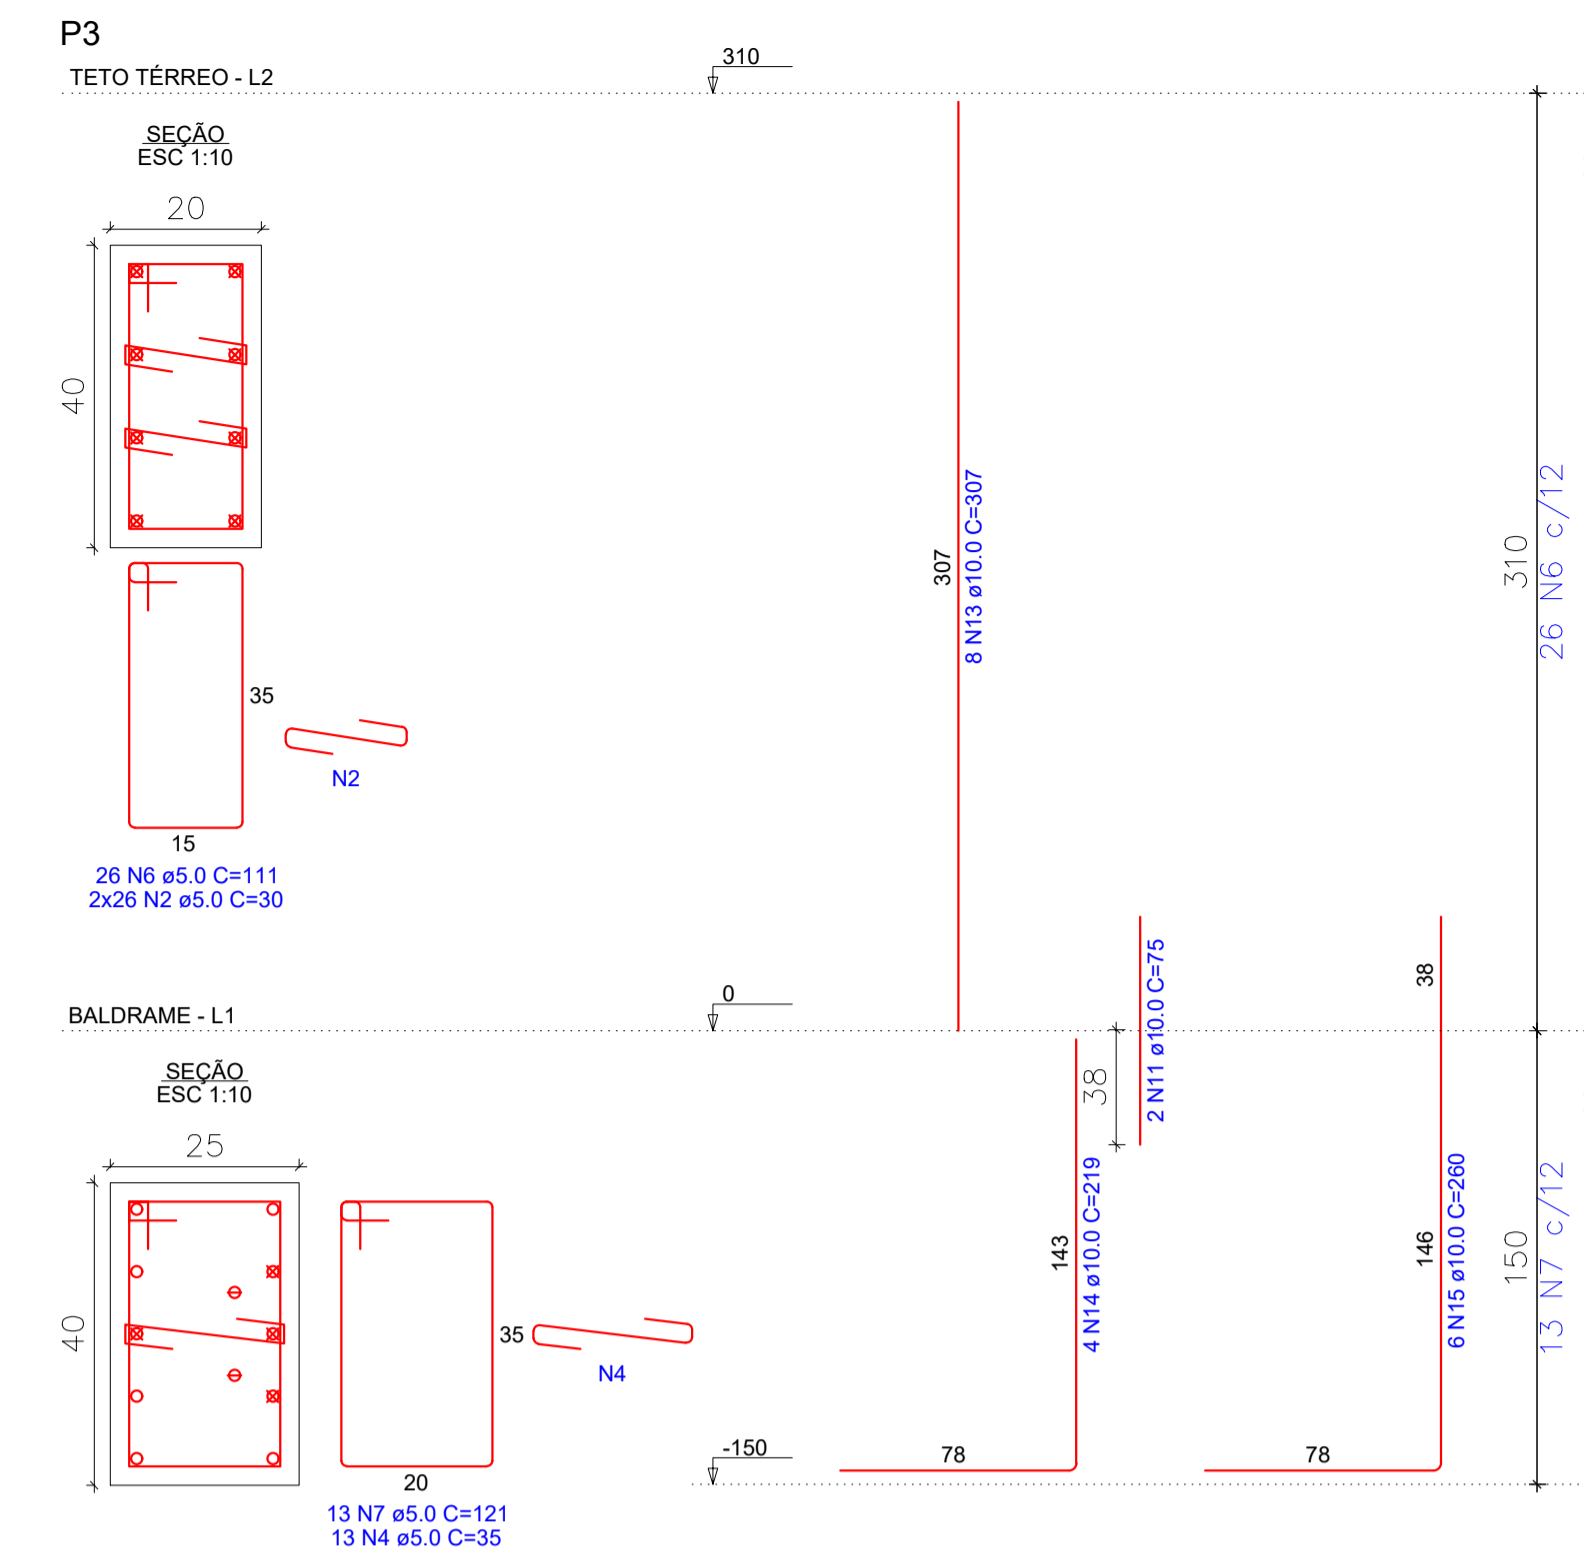 P3
TETO TÉRREO - L2
310
SEÇÃO
ESC 1:10
20
40
35
15
N2
26 N6 ø5.0 C=111
2x26 N2 ø5.0 C=30
307
8 N13 ø10.0 C=307
310
26 N6 c/12
BALDRAME - L1
0
SEÇÃO
ESC 1:10
25
40
35
20
N4
13 N7 ø5.0 C=121
13 N4 ø5.0 C=35
-150
78
143
4 N14 ø10.0 C=219
38
2 N11 ø10.0 C=75
78
38
146
6 N15 ø10.0 C=260
150
13 N7 c/12